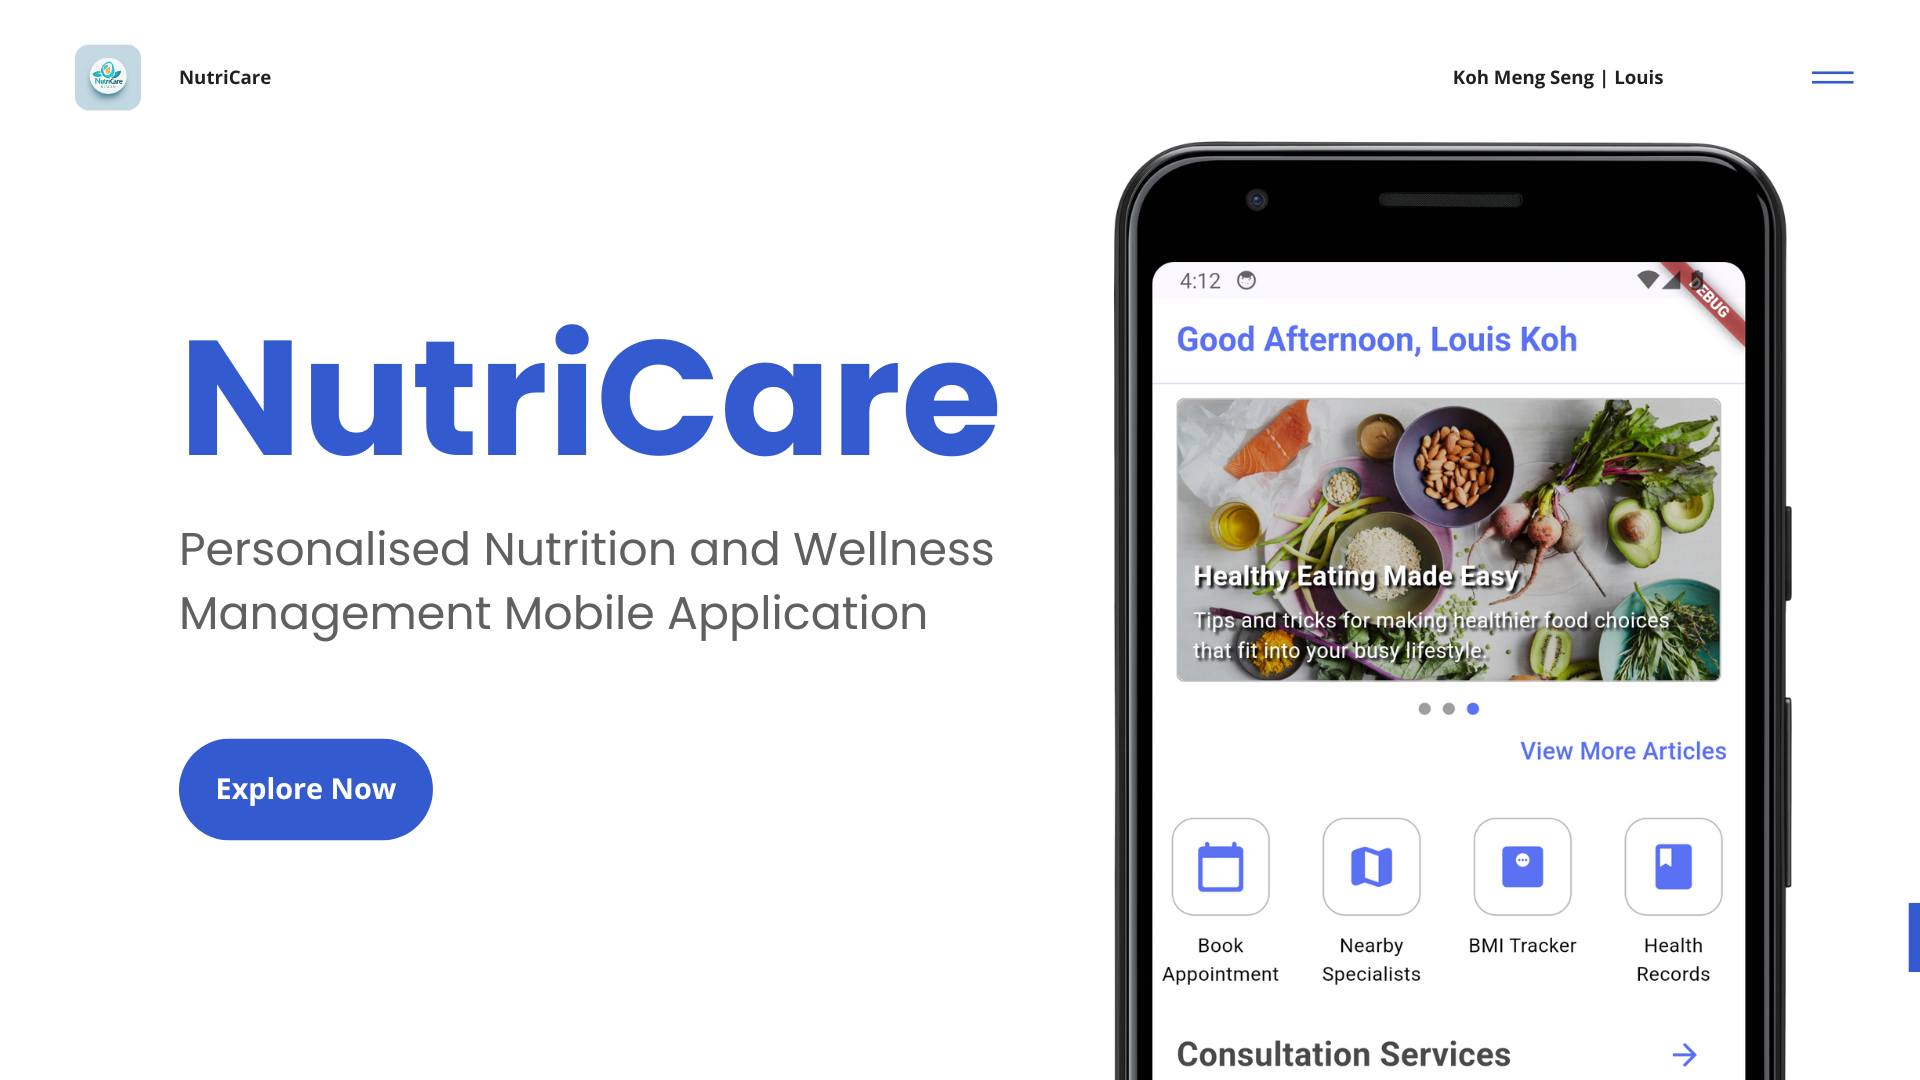 NutriCare
NutriCare
Koh Meng Seng | Louis
NutriCare
Personalised Nutrition and Wellness
Management Mobile Application
Explore Now
4:12
DEBUG
Good Afternoon, Louis Koh
Healthy Eating Made Easy
Tips and tricks for making healthier food choices
that fit into your busy lifestyle.
View More Articles
Book
Appointment
Nearby
Specialists
BMI Tracker
Health
Records
Consultation Services